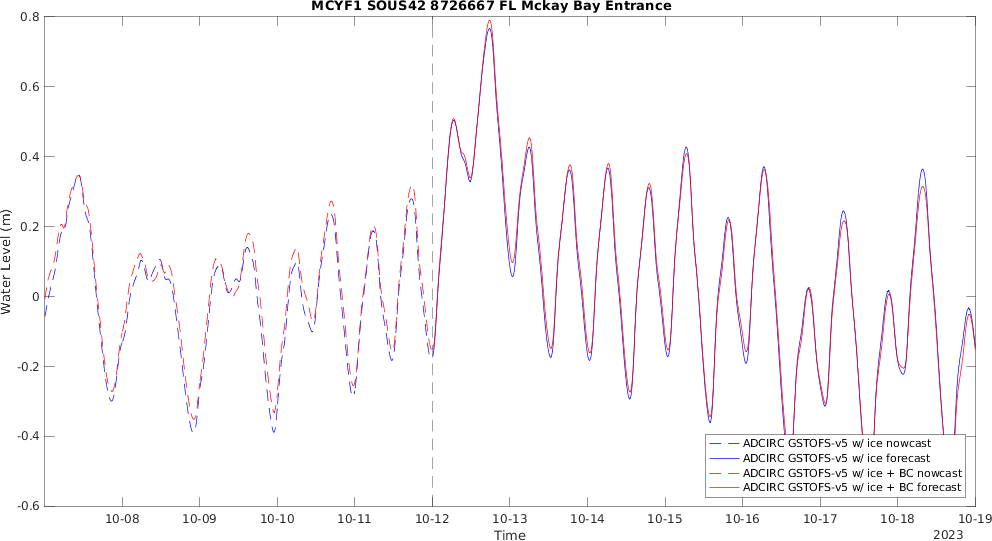 MCYF1 SOUS42 8726667 FL Mckay Bay Entrance
0.8
0.6
0.4
0.2
0
-0.2
-0.4
-0.6
Water Level (m)
ADCIRC GSTOFS-v5 w/ ice nowcast
ADCIRC GSTOFS-v5 w/ ice forecast
ADCIRC GSTOFS-v5 w/ ice + BC nowcast
ADCIRC GSTOFS-v5 w/ ice + BC forecast
10-08 10-09 10-10 10-11 10-12 10-13 10-14 10-15 10-16 10-17 10-18 10-19
Time
2023